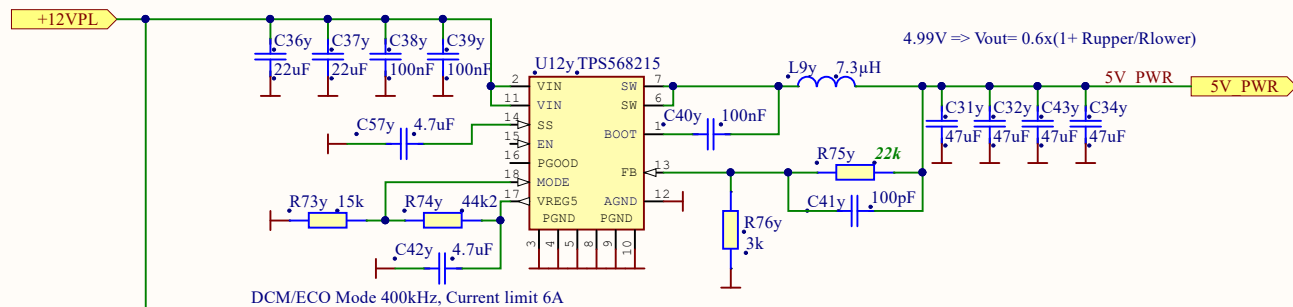 +12VPL
C36y
22uF
C37y
22uF
C38y
100nF
C39y
100nF
U12y TPS568215
4.99V => Vout= 0.6x(1+ Rupper/Rlower)
L9y 7.3µH
5V_PWR
5V_PWR
2 VIN
11 VIN
14 SS
15 EN
16 PGOOD
18 MODE
17 VREG5
PGND PGND
3 4 5 8 9 10
SW 7
SW 6
BOOT 1
FB 13
AGND 12
C57y 4.7uF
C40y 100nF
C31y
47uF
C32y
47uF
C43y
47uF
C34y
47uF
R75y 22k
C41y 100pF
R76y
3k
R73y 15k
R74y 44k2
C42y 4.7uF
DCM/ECO Mode 400kHz, Current limit 6A